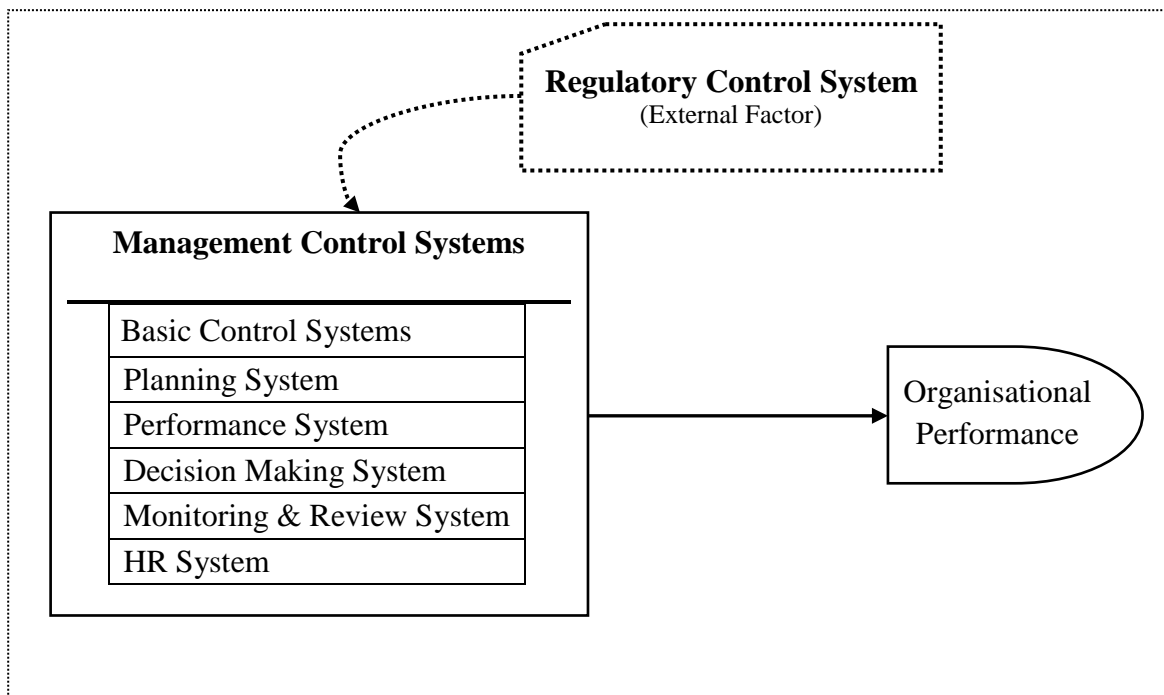 Regulatory Control System
(External Factor)
Management Control Systems
Basic Control Systems
Planning System
Performance System
Decision Making System
Monitoring & Review System
HR System
Organisational
Performance